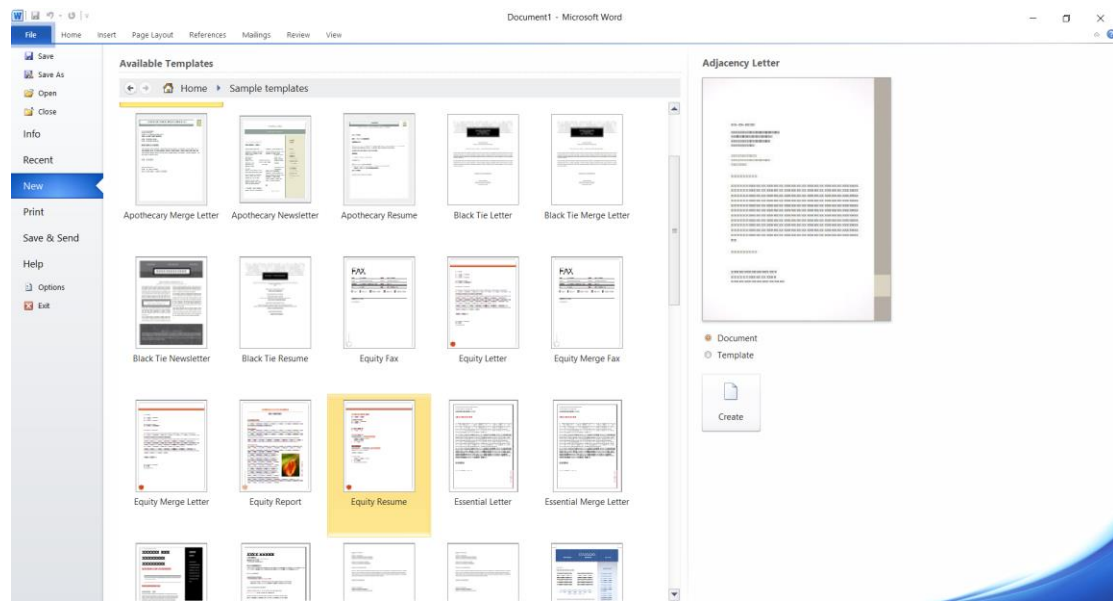 Document1 - Microsoft Word
File Home Insert Page Layout References Mailings Review View
Save
Save As
Open
Close
Info
Recent
New
Print
Save & Send
Help
Options
Exit
Available Templates
Home Sample templates
Apothecary Merge Letter Apothecary Newsletter Apothecary Resume Black Tie Letter Black Tie Merge Letter
FAX FAX
Black Tie Newsletter Black Tie Resume Equity Fax Equity Letter Equity Merge Fax
Equity Merge Letter Equity Report Equity Resume Essential Letter Essential Merge Letter
Adjacency Letter
Document
Template
Create